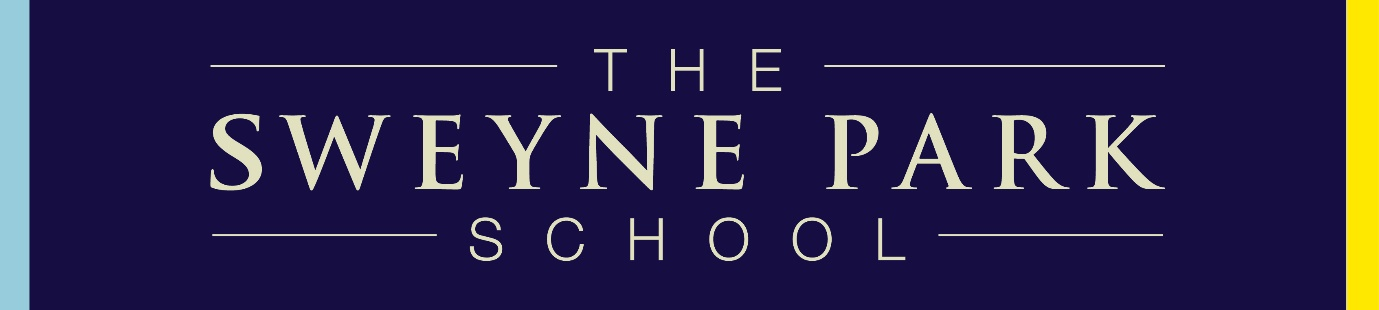 THE
SWEYNE PARK
SCHOOL